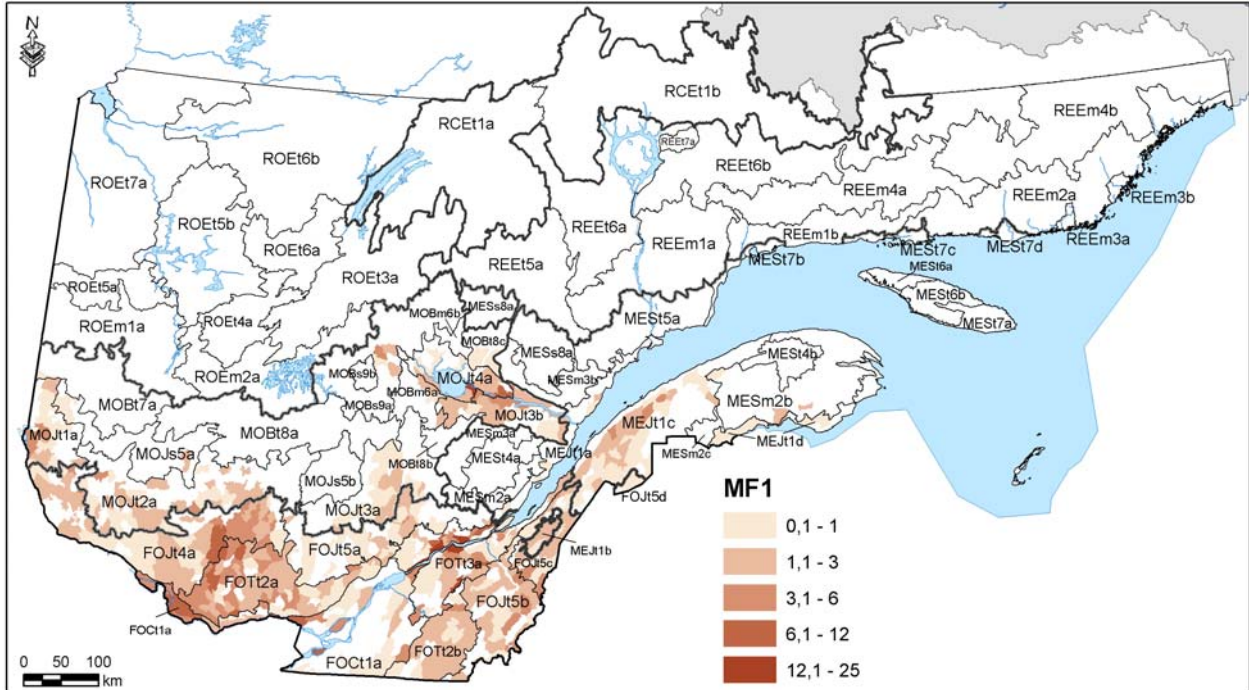 N
RCEt1b
RCEt1a
REEm4b
REEt7a
ROEt6b
REEt6b
ROEt7a
REEm4a
REEm2a
REEm3b
ROEt5b
REEt6a
REEm1a
REEm1b
ROEt6a
MESt7c
MESt7d
REEm3a
MESt7b
REEt5a
MESt6a
ROEt3a
ROEt5a
MESt6b
MESs8a
MESt5a
MESt7a
ROEm1a
ROEt4a
MOBm6b
MOBt8c
MESs8a
MESt4b
ROEm2a
MOBs9b
MOJt4a
MESm3b
MOBm6a
MESm2b
MOBt7a
MOBs9a
MOJt3b
MEJt1c
MOJt1a
MOBt8a
MESm3a
MEJt1d
MOJs5a
MESt4a
MEJt1a
MESm2c
MOBt8b
MOJs5b
MOJt2a
MESm2a
FOJt5d
MOJt3a
FOJt4a
FOJt5a
MEJt1b
FOTt3a
FOJt5c
FOTt2a
FOJt5b
FOCt1a
FOTt2b
FOCt1a
MF1
0,1 - 1
1,1 - 3
3,1 - 6
6,1 - 12
12,1 - 25
0 50 100
km